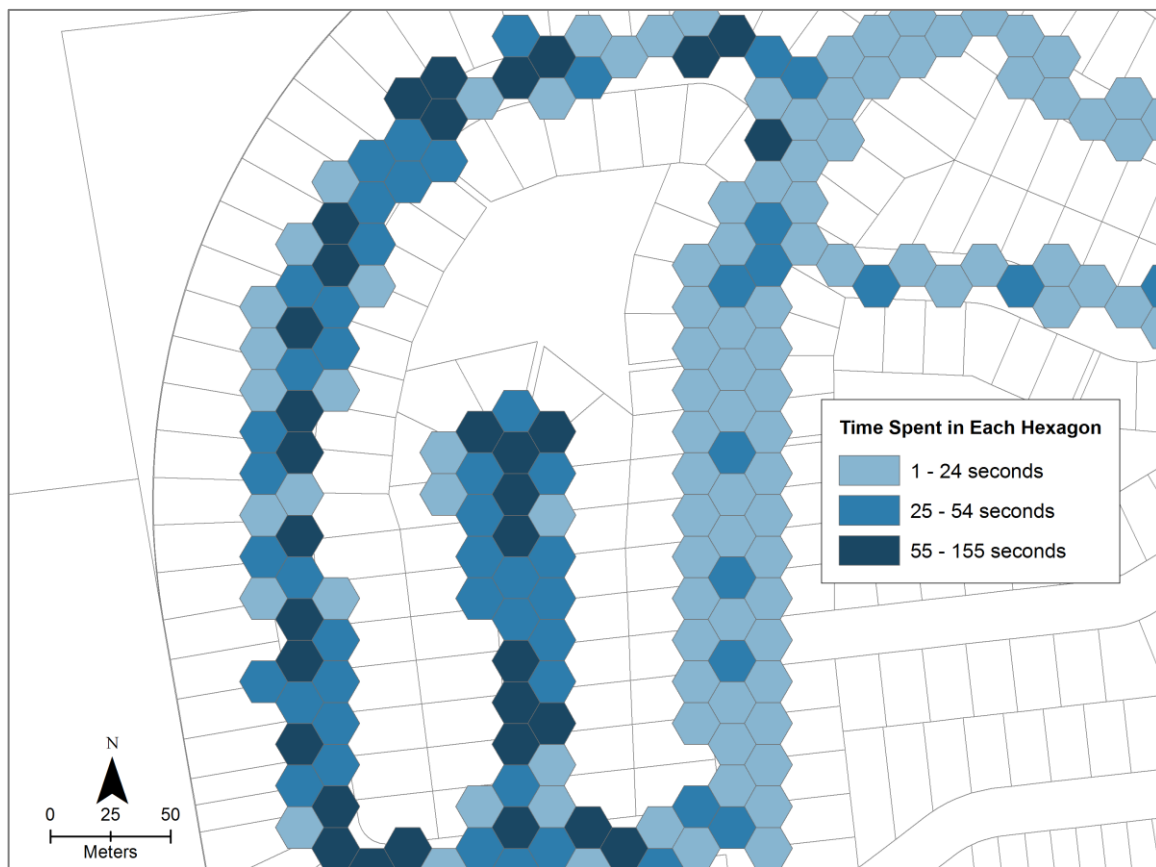 Time Spent in Each Hexagon
1 - 24 seconds
25 - 54 seconds
55 - 155 seconds
N
0 25 50
Meters